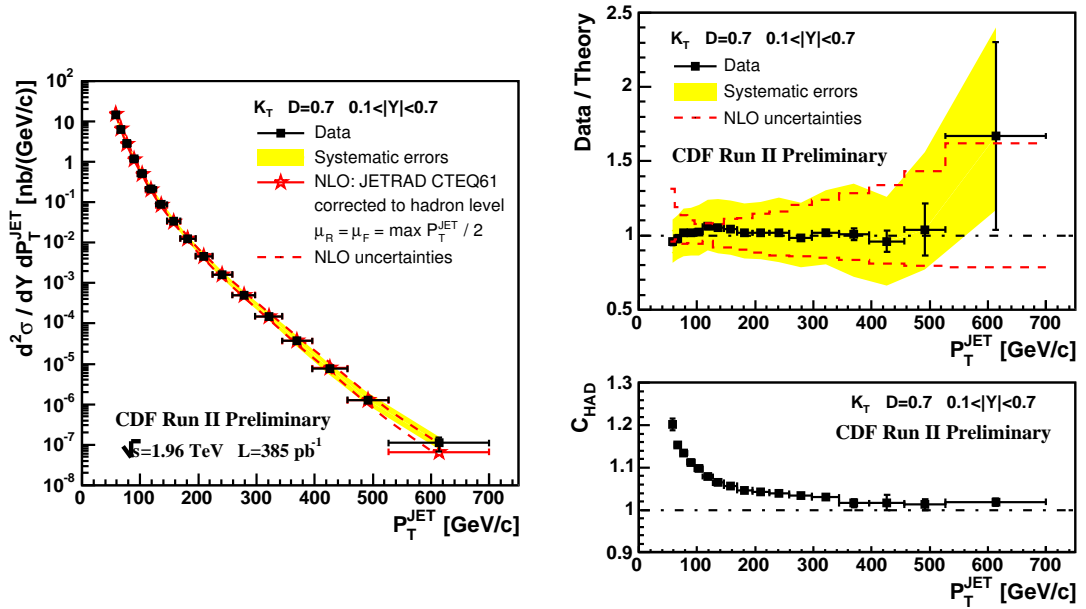 d²σ / dY dP_T^JET [nb/(GeV/c)]
10²
10
1
10⁻¹
10⁻²
10⁻³
10⁻⁴
10⁻⁵
10⁻⁶
10⁻⁷
10⁻⁸
K_T D=0.7 0.1<|Y|<0.7
Data
Systematic errors
NLO: JETRAD CTEQ61
corrected to hadron level
μ_R = μ_F = max P_T^JET / 2
NLO uncertainties
CDF Run II Preliminary
√s=1.96 TeV L=385 pb⁻¹
0 100 200 300 400 500 600 700
P_T^JET [GeV/c]
Data / Theory
2.5
2
1.5
1
0.5
K_T D=0.7 0.1<|Y|<0.7
Data
Systematic errors
NLO uncertainties
CDF Run II Preliminary
0 100 200 300 400 500 600 700
P_T^JET [GeV/c]
C_HAD
1.3
1.2
1.1
1
0.9
K_T D=0.7 0.1<|Y|<0.7
CDF Run II Preliminary
0 100 200 300 400 500 600 700
P_T^JET [GeV/c]